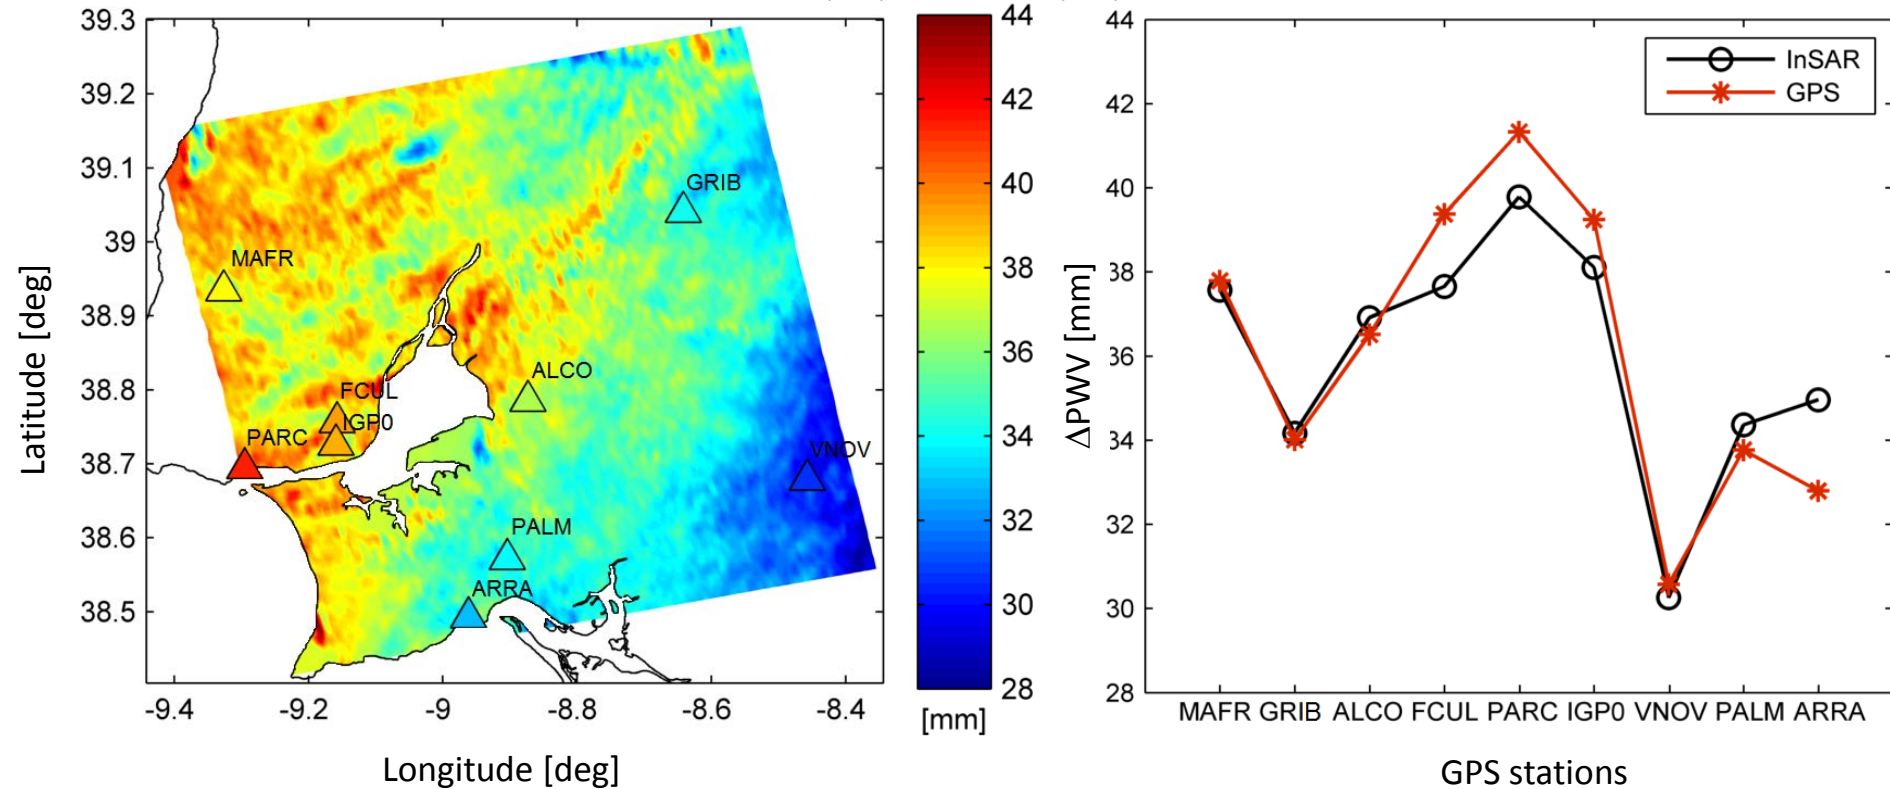 39.3
39.2
39.1
39
38.9
38.8
38.7
38.6
38.5
Latitude [deg]
-9.4 -9.2 -9 -8.8 -8.6 -8.4
Longitude [deg]
GRIB
MAFR
ALCO
FCUL
IGP0
PARC
VNOV
PALM
ARRA
44
42
40
38
36
34
32
30
28
[mm]
44
42
40
38
36
34
32
30
28
ΔPWV [mm]
InSAR
GPS
MAFR GRIB ALCO FCUL PARC IGP0 VNOV PALM ARRA
GPS stations